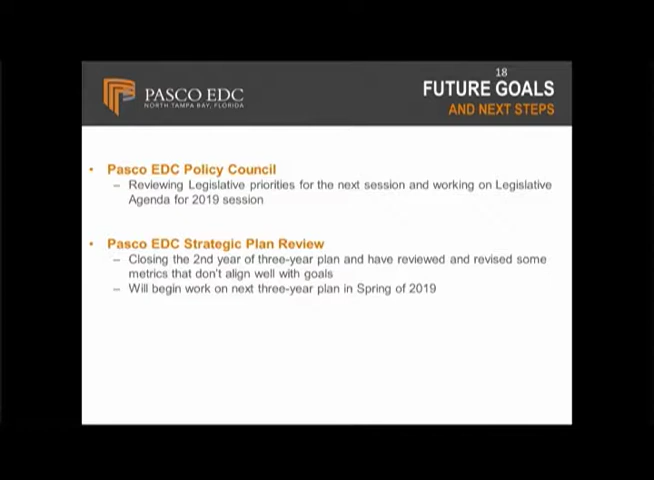 18
PASCO EDC
NORTH TAMPA BAY, FLORIDA
FUTURE GOALS
AND NEXT STEPS
• Pasco EDC Policy Council
– Reviewing Legislative priorities for the next session and working on Legislative
Agenda for 2019 session
• Pasco EDC Strategic Plan Review
– Closing the 2nd year of three-year plan and have reviewed and revised some
metrics that don't align well with goals
– Will begin work on next three-year plan in Spring of 2019